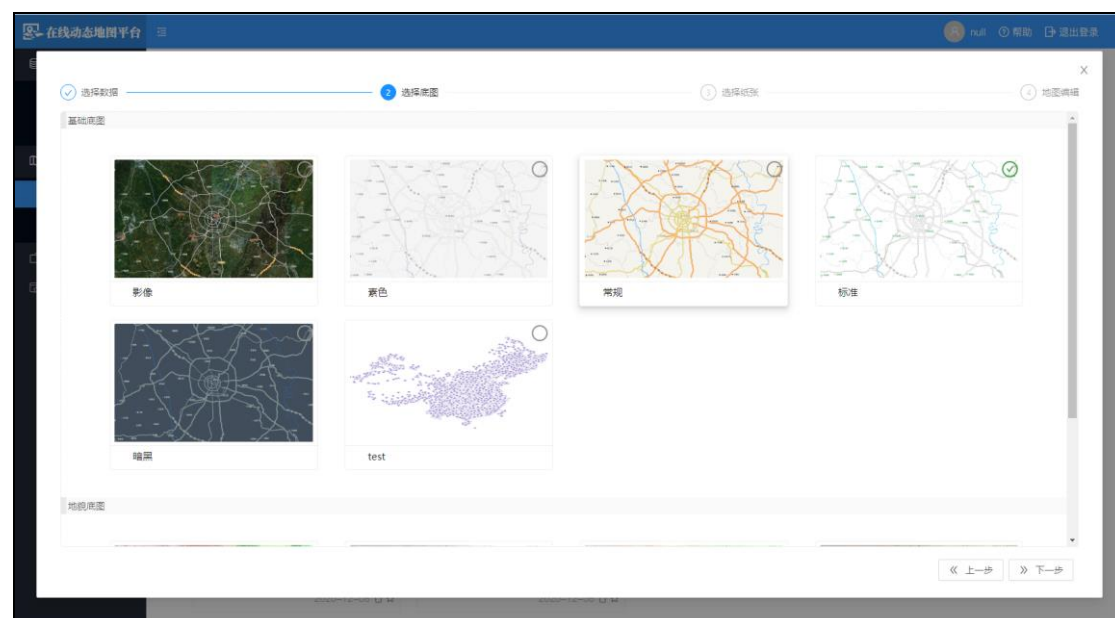 在线动态地图平台
null 帮助 退出登录
选择数据 2 选择底图 3 选择纸张 4 地图编辑
基础底图
影像 素色 常规 标准
暗黑 test
地貌底图
上一步 下一步